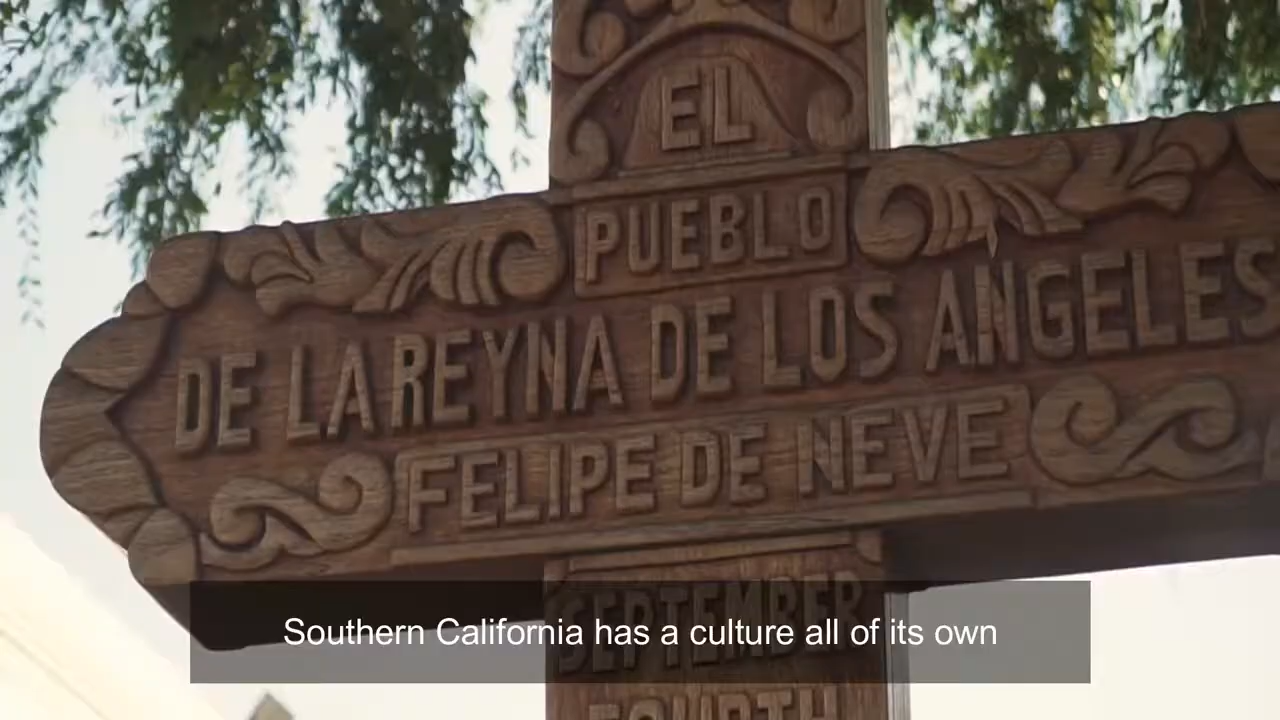 EL
PUEBLO
DE LA REYNA DE LOS ANGELES
FELIPE DE NEVE
SEPTEMBER
FOURTH
Southern California has a culture all of its own